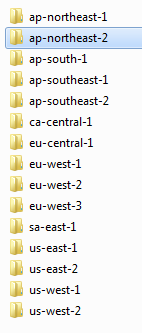 ap-northeast-1
ap-northeast-2
ap-south-1
ap-southeast-1
ap-southeast-2
ca-central-1
eu-central-1
eu-west-1
eu-west-2
eu-west-3
sa-east-1
us-east-1
us-east-2
us-west-1
us-west-2